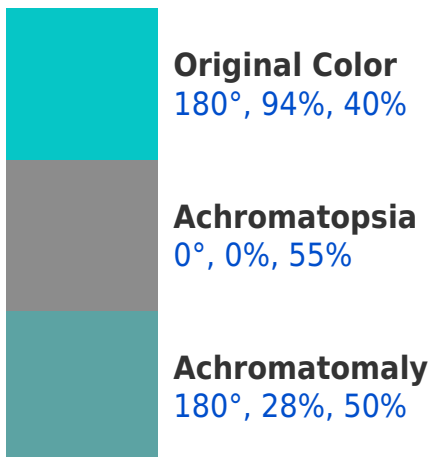 Original Color
180°, 94%, 40%
Achromatopsia
0°, 0%, 55%
Achromatomaly
180°, 28%, 50%